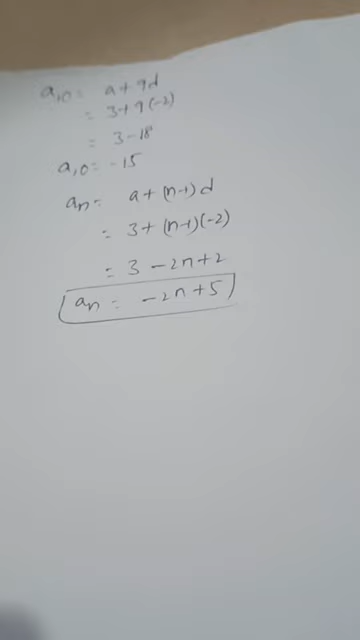 a₁₀ = a + 9d
= 3 + 9(-2)
= 3 - 18
a₁₀ = -15
aₙ = a + (n-1)d
= 3 + (n-1)(-2)
= 3 - 2n + 2
aₙ = -2n + 5